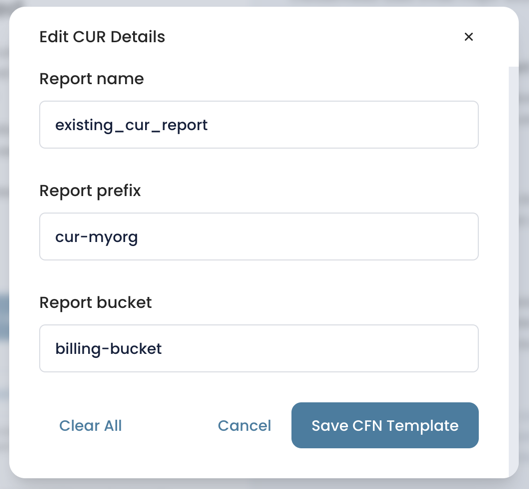 Edit CUR Details
×
Report name
existing_cur_report
Report prefix
cur-myorg
Report bucket
billing-bucket
Clear All
Cancel
Save CFN Template